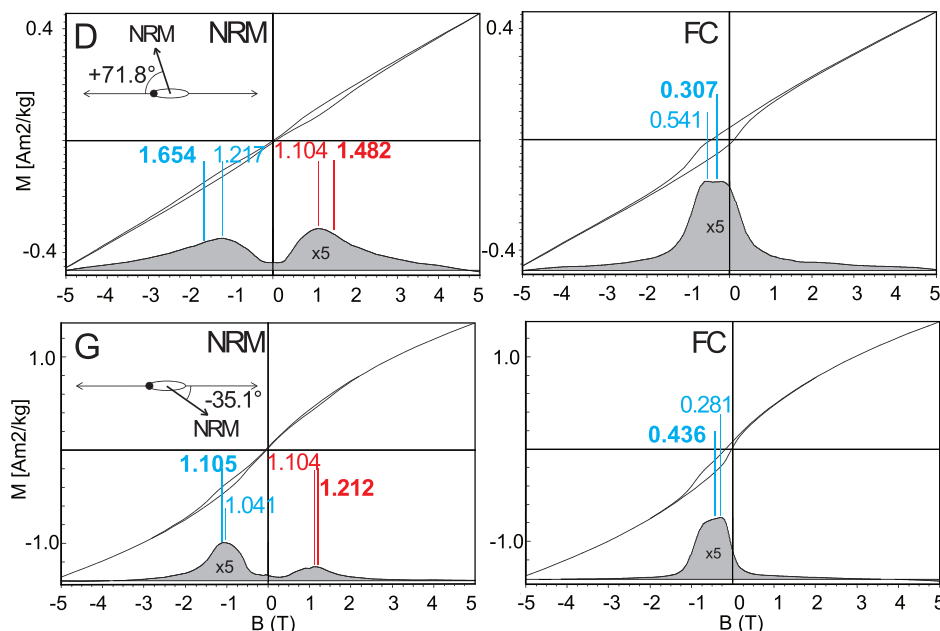 D
NRM
NRM
+71.8°
M [Am2/kg]
0.4
-0.4
1.654
1.217
1.104
1.482
x5
-5 -4 -3 -2 -1 0 1 2 3 4 5
FC
0.4
-0.4
0.307
0.541
x5
-5 -4 -3 -2 -1 0 1 2 3 4 5
G
NRM
-35.1°
NRM
M [Am2/kg]
1.0
-1.0
1.105
1.104
1.041
1.212
x5
-5 -4 -3 -2 -1 0 1 2 3 4 5
B (T)
FC
1.0
-1.0
0.281
0.436
x5
-5 -4 -3 -2 -1 0 1 2 3 4 5
B (T)